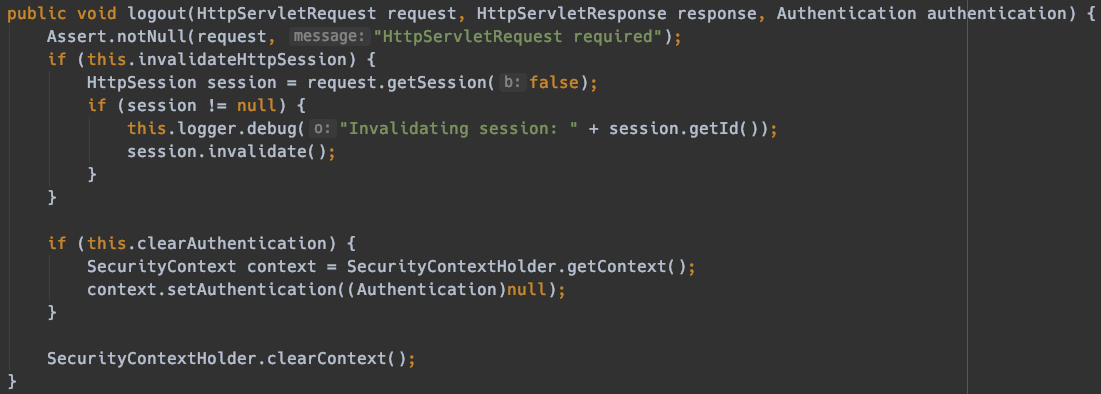 public void logout(HttpServletRequest request, HttpServletResponse response, Authentication authentication) {
    Assert.notNull(request, message: "HttpServletRequest required");
    if (this.invalidateHttpSession) {
        HttpSession session = request.getSession( b: false);
        if (session != null) {
            this.logger.debug( o: "Invalidating session: " + session.getId());
            session.invalidate();
        }
    }

    if (this.clearAuthentication) {
        SecurityContext context = SecurityContextHolder.getContext();
        context.setAuthentication((Authentication)null);
    }

    SecurityContextHolder.clearContext();
}